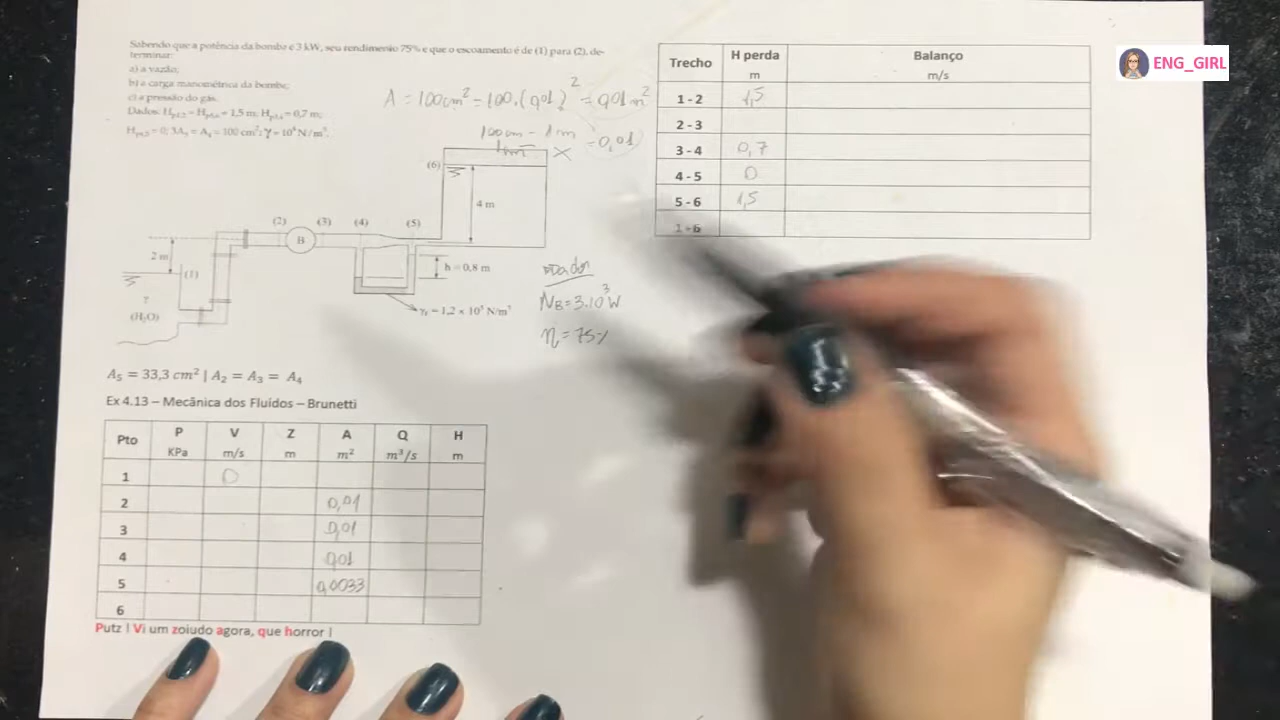 Sabendo que a potência da bomba é 3 kW, seu rendimento 75% e que o escoamento é de (1) para (2), de-
terminar:
a) a vazão;
b) a carga manométrica da bomba;
c) a pressão do gás.
Dados: Hp1,2 = Hp5,6 = 1,5 m; Hp3,4 = 0,7 m;
Hp4,5 = 0; 3A5 = A4 = 100 cm²; γ = 10⁴ N/m³.
A = 100cm² = 100.(0,01)² = 0,01m²
100cm - 1m
1cm - X = 0,01
(6)
4 m
(2) (3) (4) (5)
B
2 m
(1)
h = 0,8 m
γ
(H₂O)
γF = 1,2 × 10⁵ N/m³
NB = 3.10³W
η = 75%
A₅ = 33,3 cm² | A₂ = A₃ = A₄
Ex 4.13 – Mecânica dos Fluídos – Brunetti
Pto P V Z A Q H
KPa m/s m m² m³/s m
1 0
2 0,01
3 0,01
4 0,01
5 0,0033
6
Putz ! Vi um zoiudo agora, que horror !
Trecho H perda Balanço
m m/s
1 - 2 1,5
2 - 3
3 - 4 0,7
4 - 5 0
5 - 6 1,5
1 - 6
ENG_GIRL